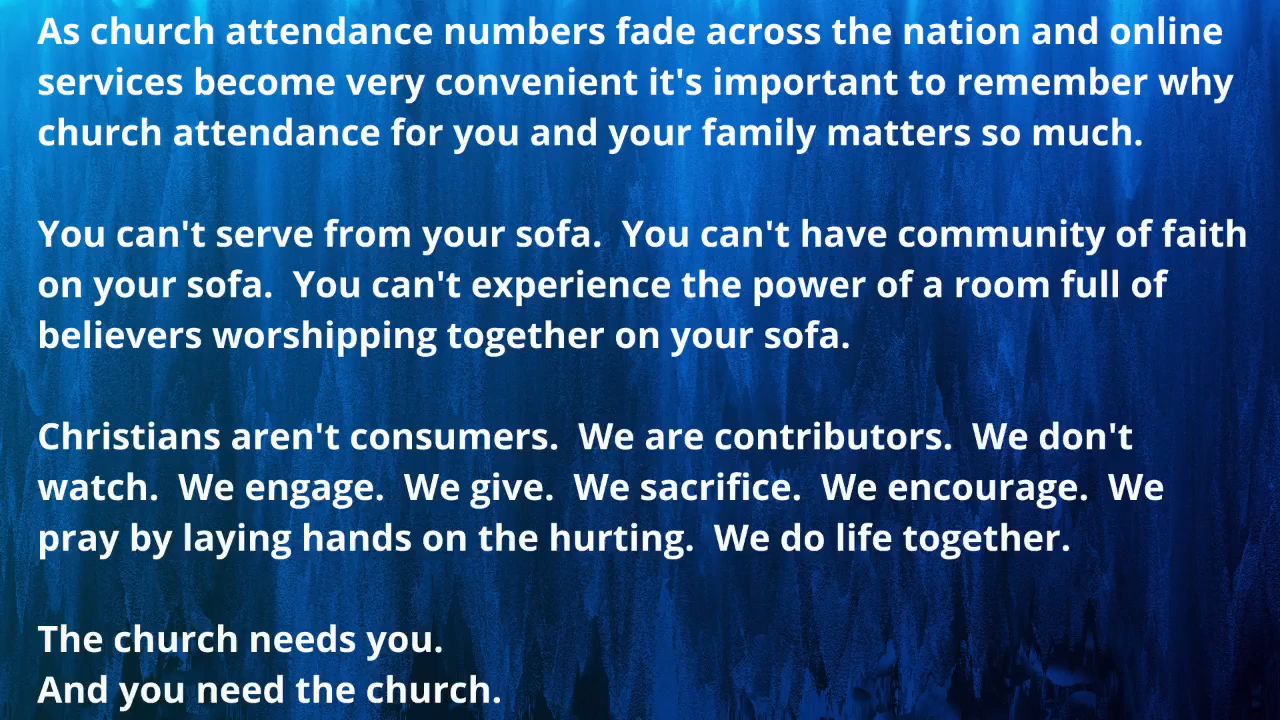 As church attendance numbers fade across the nation and online
services become very convenient it's important to remember why
church attendance for you and your family matters so much.
You can't serve from your sofa.  You can't have community of faith
on your sofa.  You can't experience the power of a room full of
believers worshipping together on your sofa.
Christians aren't consumers.  We are contributors.  We don't
watch.  We engage.  We give.  We sacrifice.  We encourage.  We
pray by laying hands on the hurting.  We do life together.
The church needs you.
And you need the church.